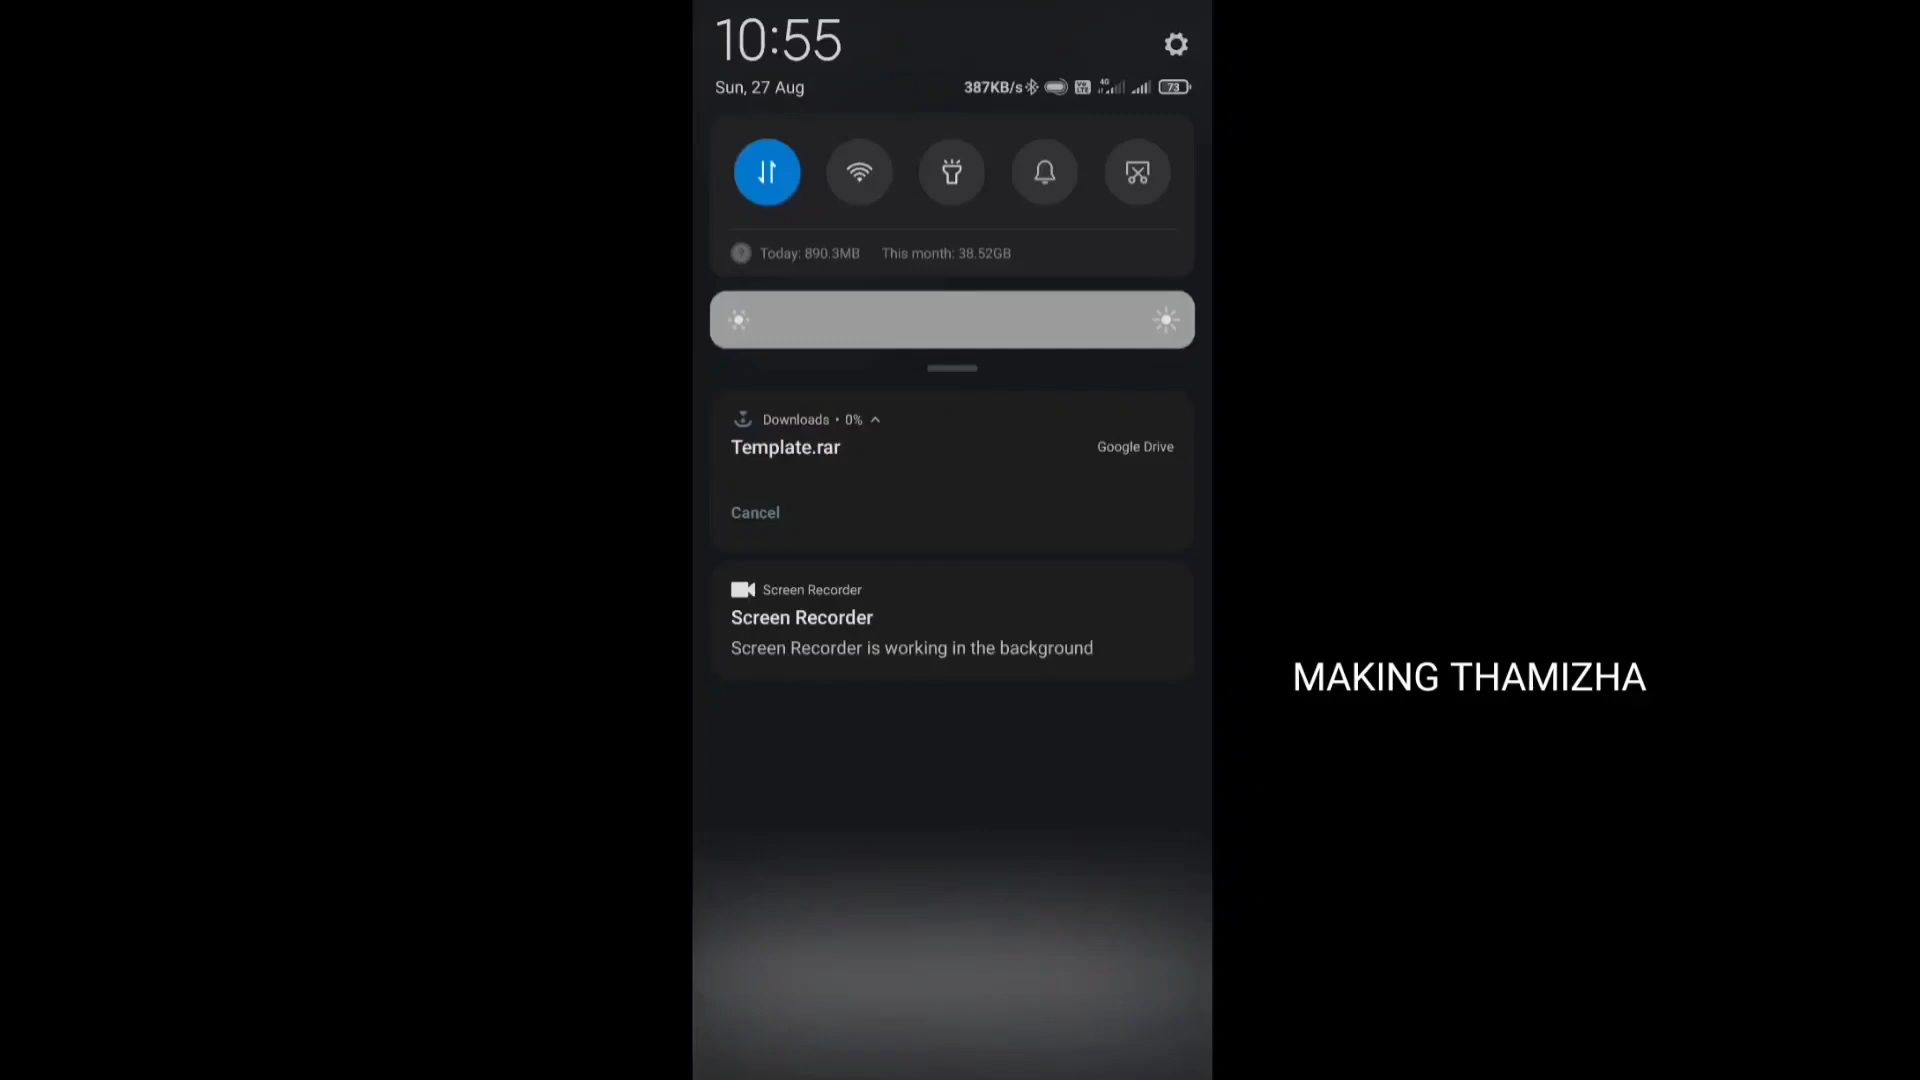 10:55
Sun, 27 Aug
387KB/s 4G 73
Today: 890.3MB This month: 38.52GB
Downloads • 0%
Template.rar
Google Drive
Cancel
Screen Recorder
Screen Recorder
Screen Recorder is working in the background
MAKING THAMIZHA